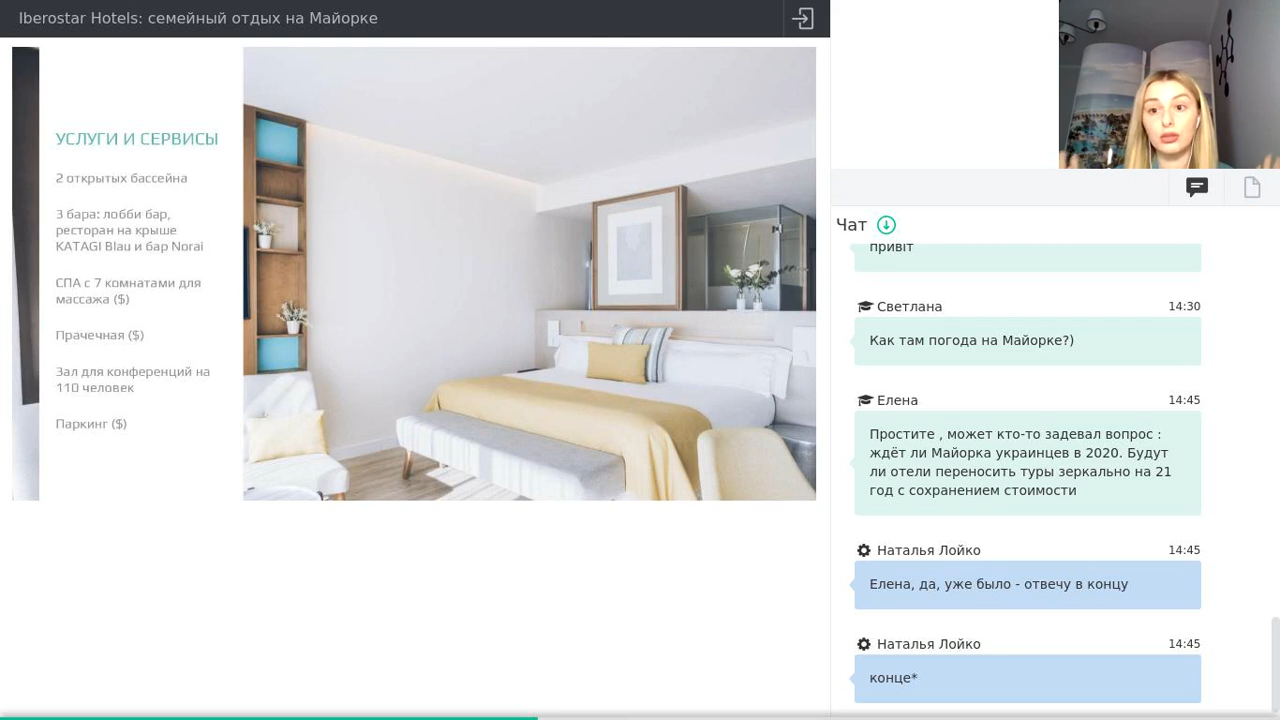 Iberostar Hotels: семейный отдых на Майорке
УСЛУГИ И СЕРВИСЫ
2 открытых бассейна
3 бара: лобби бар,
ресторан на крыше
KATAGI Blau и бар Norai
СПА с 7 комнатами для
массажа ($)
Прачечная ($)
Зал для конференций на
110 человек
Паркинг ($)
Чат
привіт
Светлана 14:30
Как там погода на Майорке?)
Елена 14:45
Простите , может кто-то задевал вопрос :
ждёт ли Майорка украинцев в 2020. Будут
ли отели переносить туры зеркально на 21
год с сохранением стоимости
Наталья Лойко 14:45
Елена, да, уже было - отвечу в концу
Наталья Лойко 14:45
конце*